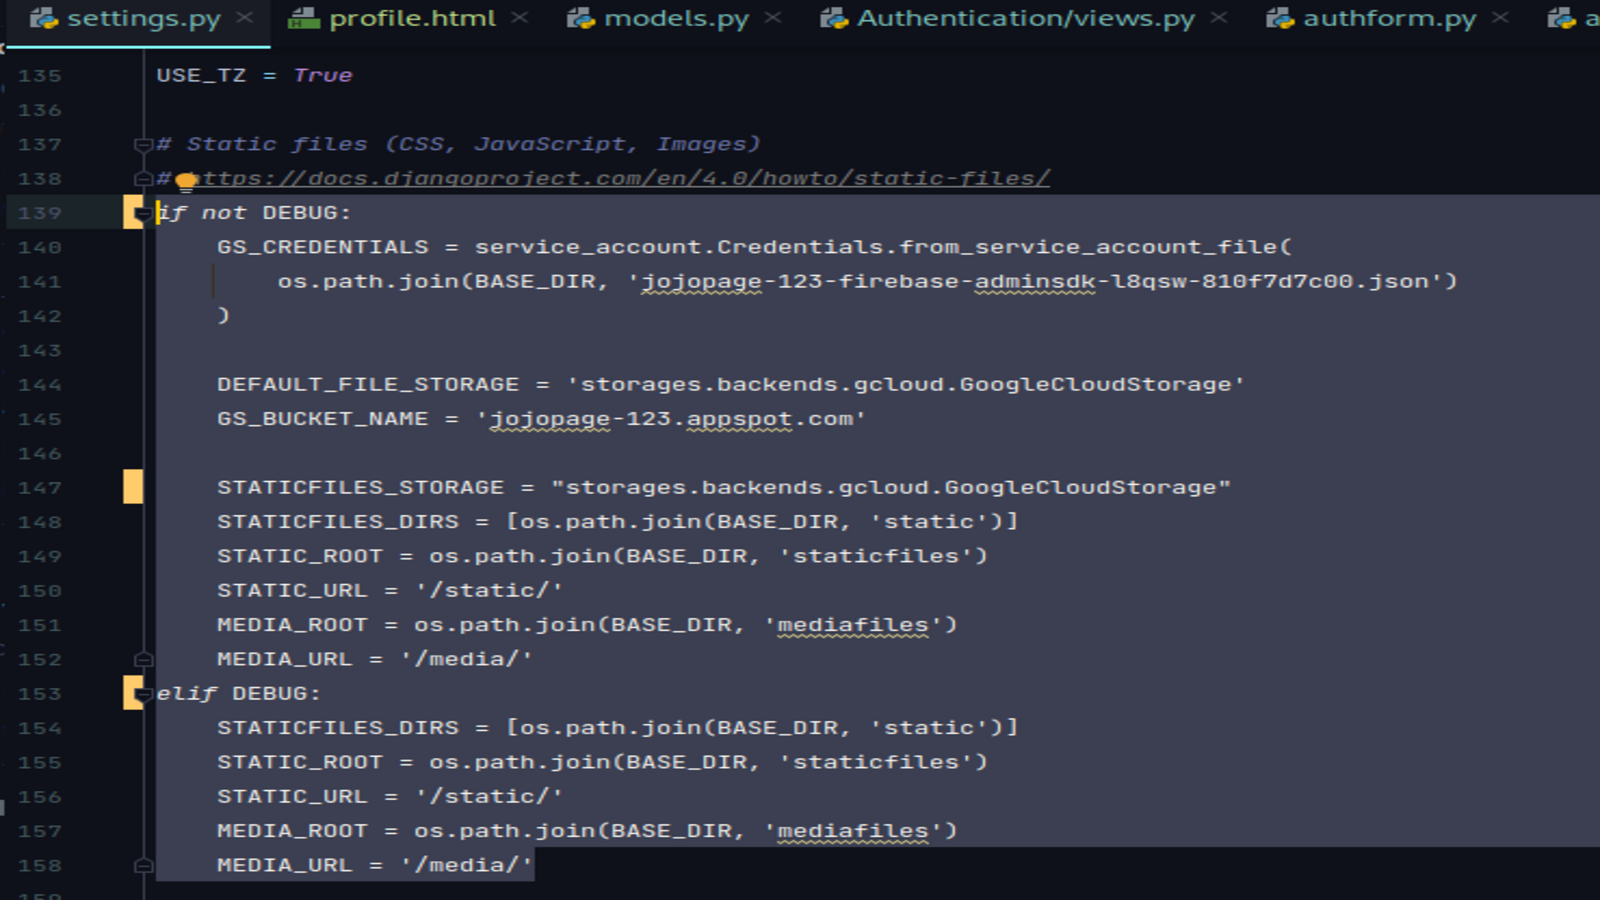 settings.py × profile.html × models.py × Authentication/views.py × authform.py × a
135 USE_TZ = True
136
137 # Static files (CSS, JavaScript, Images)
138 # ttps://docs.djangoproject.com/en/4.0/howto/static-files/
139 if not DEBUG:
140     GS_CREDENTIALS = service_account.Credentials.from_service_account_file(
141         os.path.join(BASE_DIR, 'jojopage-123-firebase-adminsdk-l8qsw-810f7d7c00.json')
142     )
143
144     DEFAULT_FILE_STORAGE = 'storages.backends.gcloud.GoogleCloudStorage'
145     GS_BUCKET_NAME = 'jojopage-123.appspot.com'
146
147     STATICFILES_STORAGE = "storages.backends.gcloud.GoogleCloudStorage"
148     STATICFILES_DIRS = [os.path.join(BASE_DIR, 'static')]
149     STATIC_ROOT = os.path.join(BASE_DIR, 'staticfiles')
150     STATIC_URL = '/static/'
151     MEDIA_ROOT = os.path.join(BASE_DIR, 'mediafiles')
152     MEDIA_URL = '/media/'
153 elif DEBUG:
154     STATICFILES_DIRS = [os.path.join(BASE_DIR, 'static')]
155     STATIC_ROOT = os.path.join(BASE_DIR, 'staticfiles')
156     STATIC_URL = '/static/'
157     MEDIA_ROOT = os.path.join(BASE_DIR, 'mediafiles')
158     MEDIA_URL = '/media/'